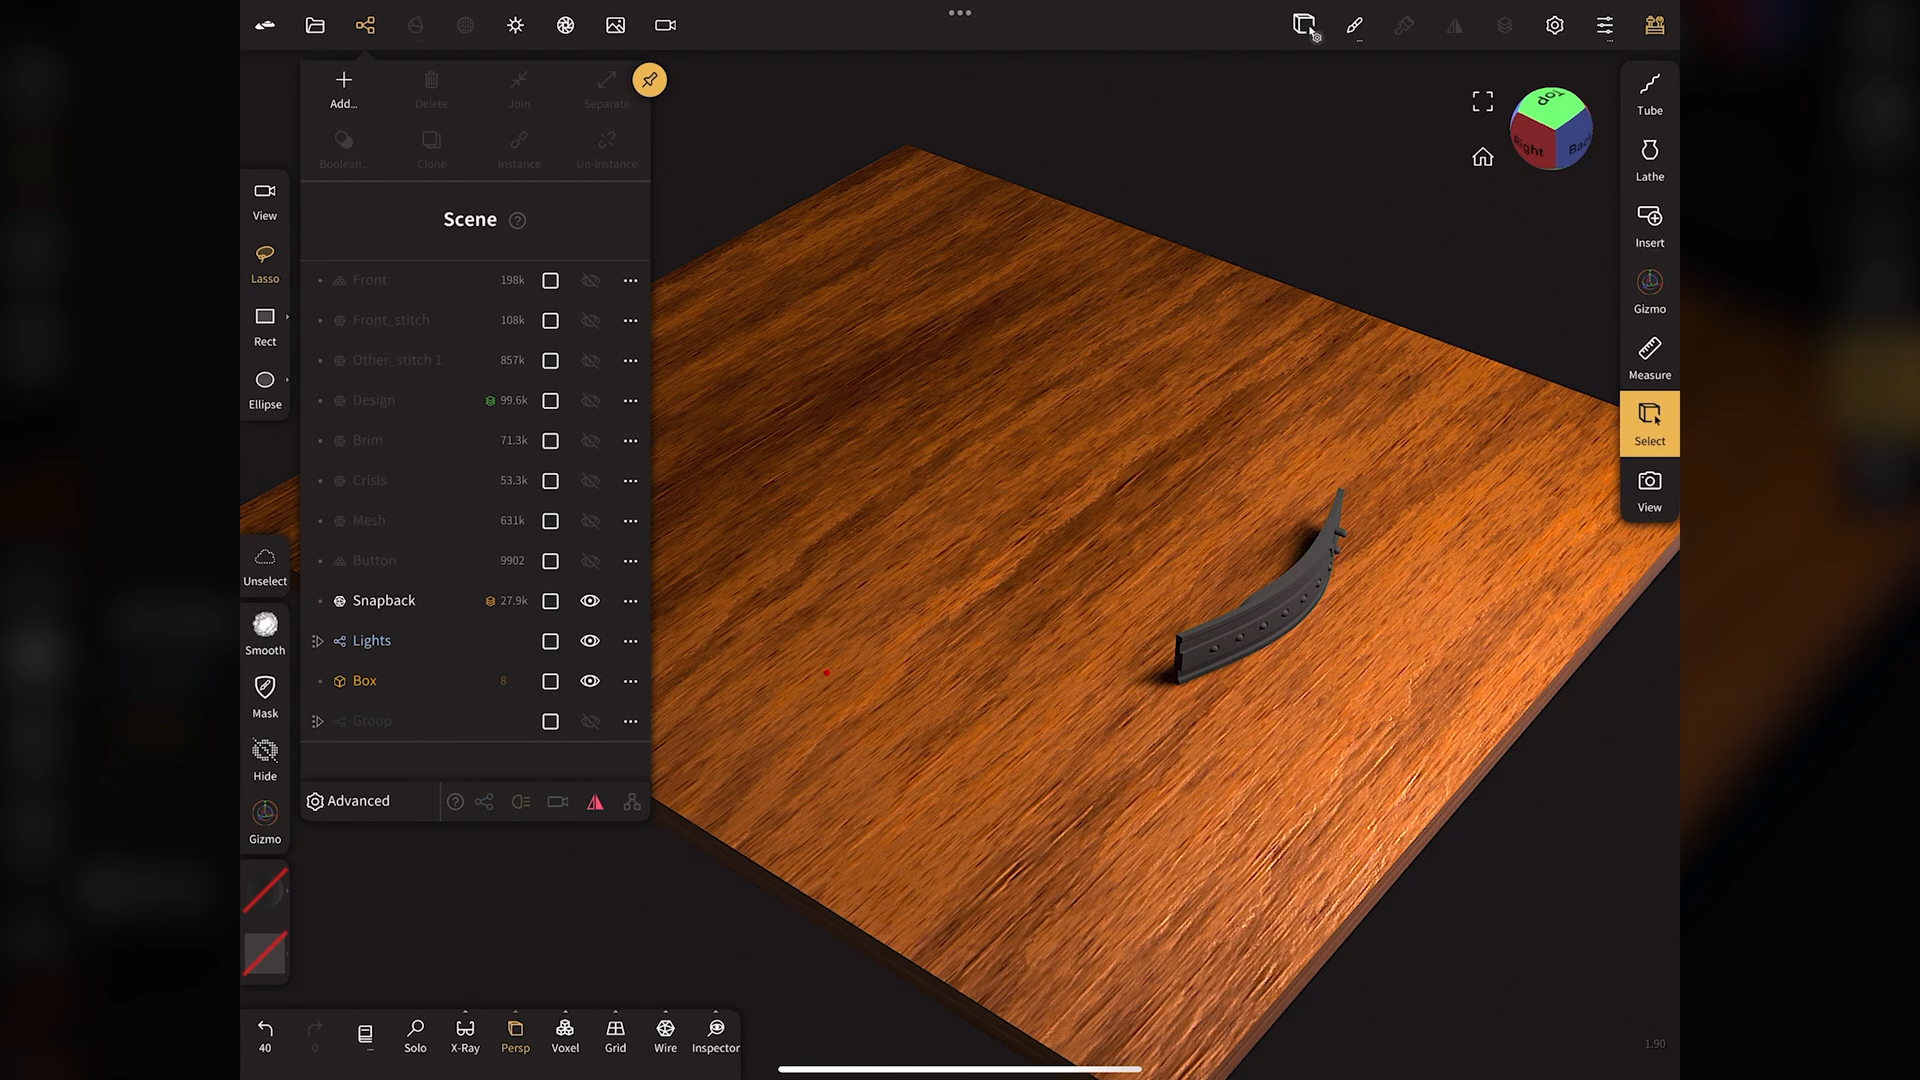 Add...
Delete
Join
Separate
Boolean...
Clone
Instance
Un-instance
Scene
Front 198k
Front_stitch 108k
Other_stitch 1 857k
Design 99.6k
Brim 71.3k
Crisis 53.3k
Mesh 631k
Button 9902
Snapback 27.9k
Lights
Box 8
Group
Advanced
View
Lasso
Rect
Ellipse
Unselect
Smooth
Mask
Hide
Gizmo
40
0
Solo
X-Ray
Persp
Voxel
Grid
Wire
Inspector
Top
Right
Back
Tube
Lathe
Insert
Gizmo
Measure
Select
View
1.90